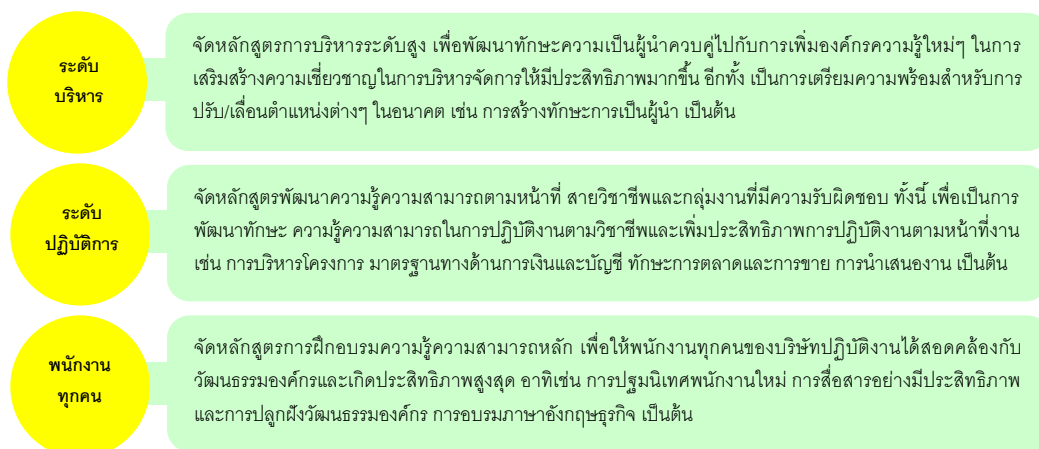 ระดับ
บริหาร
จัดหลักสูตรการบริหารระดับสูง เพื่อพัฒนาทักษะความเป็นผู้นำควบคู่ไปกับการเพิ่มองค์กรความรู้ใหม่ๆ ในการ
เสริมสร้างความเชี่ยวชาญในการบริหารจัดการให้มีประสิทธิภาพมากขึ้น อีกทั้ง เป็นการเตรียมความพร้อมสำหรับการ
ปรับ/เลื่อนตำแหน่งต่างๆ ในอนาคต เช่น การสร้างทักษะการเป็นผู้นำ เป็นต้น
ระดับ
ปฏิบัติการ
จัดหลักสูตรพัฒนาความรู้ความสามารถตามหน้าที่ สายวิชาชีพและกลุ่มงานที่มีความรับผิดชอบ ทั้งนี้ เพื่อเป็นการ
พัฒนาทักษะ ความรู้ความสามารถในการปฏิบัติงานตามวิชาชีพและเพิ่มประสิทธิภาพการปฏิบัติงานตามหน้าที่งาน
เช่น การบริหารโครงการ มาตรฐานทางด้านการเงินและบัญชี ทักษะการตลาดและการขาย การนำเสนองาน เป็นต้น
พนักงาน
ทุกคน
จัดหลักสูตรการฝึกอบรมความรู้ความสามารถหลัก เพื่อให้พนักงานทุกคนของบริษัทปฏิบัติงานได้สอดคล้องกับ
วัฒนธรรมองค์กรและเกิดประสิทธิภาพสูงสุด อาทิเช่น การปฐมนิเทศพนักงานใหม่ การสื่อสารอย่างมีประสิทธิภาพ
และการปลูกฝังวัฒนธรรมองค์กร การอบรมภาษาอังกฤษธุรกิจ เป็นต้น